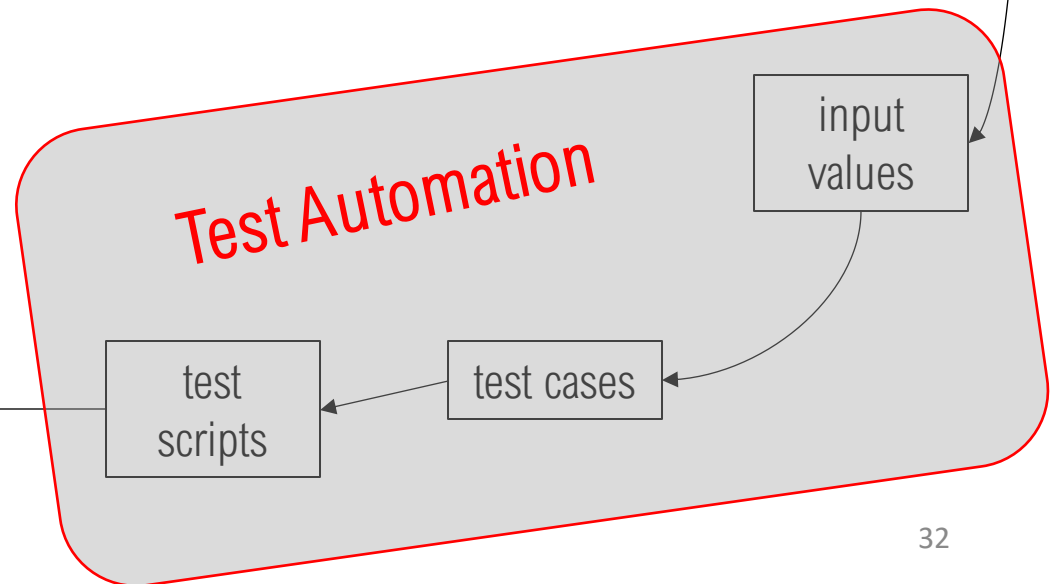 input
values
Test Automation
test cases
test
scripts
32